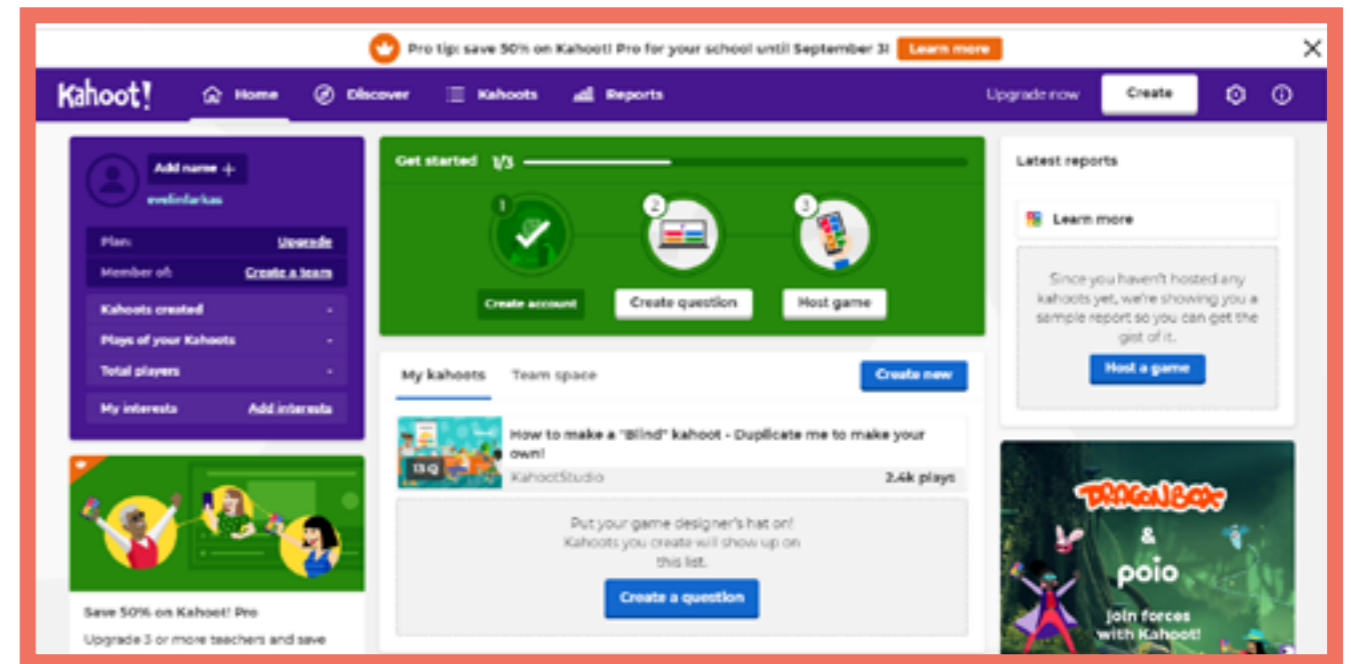 Pro tip: save 50% on Kahoot! Pro for your school until September 3! Learn more
Kahoot! Home Discover Kahoots Reports Upgrade now Create
Add name +
evelinfarkas
Plan: Upgrade
Member of: Create a team
Kahoots created -
Plays of your Kahoots -
Total players -
My interests Add interests
Save 50% on Kahoot! Pro
Upgrade 3 or more teachers and save
Get started 1/3
1 2 3
Create account Create question Host game
My kahoots Team space Create new
How to make a "Blind" kahoot - Duplicate me to make your
own!
13 Q
KahootStudio 2.4k plays
Put your game designer's hat on!
Kahoots you create will show up on
this list.
Create a question
Latest reports
Learn more
Since you haven't hosted any
kahoots yet, we're showing you a
sample report so you can get the
gist of it.
Host a game
DRAGONBOX
&
poio
join forces
with Kahoot!